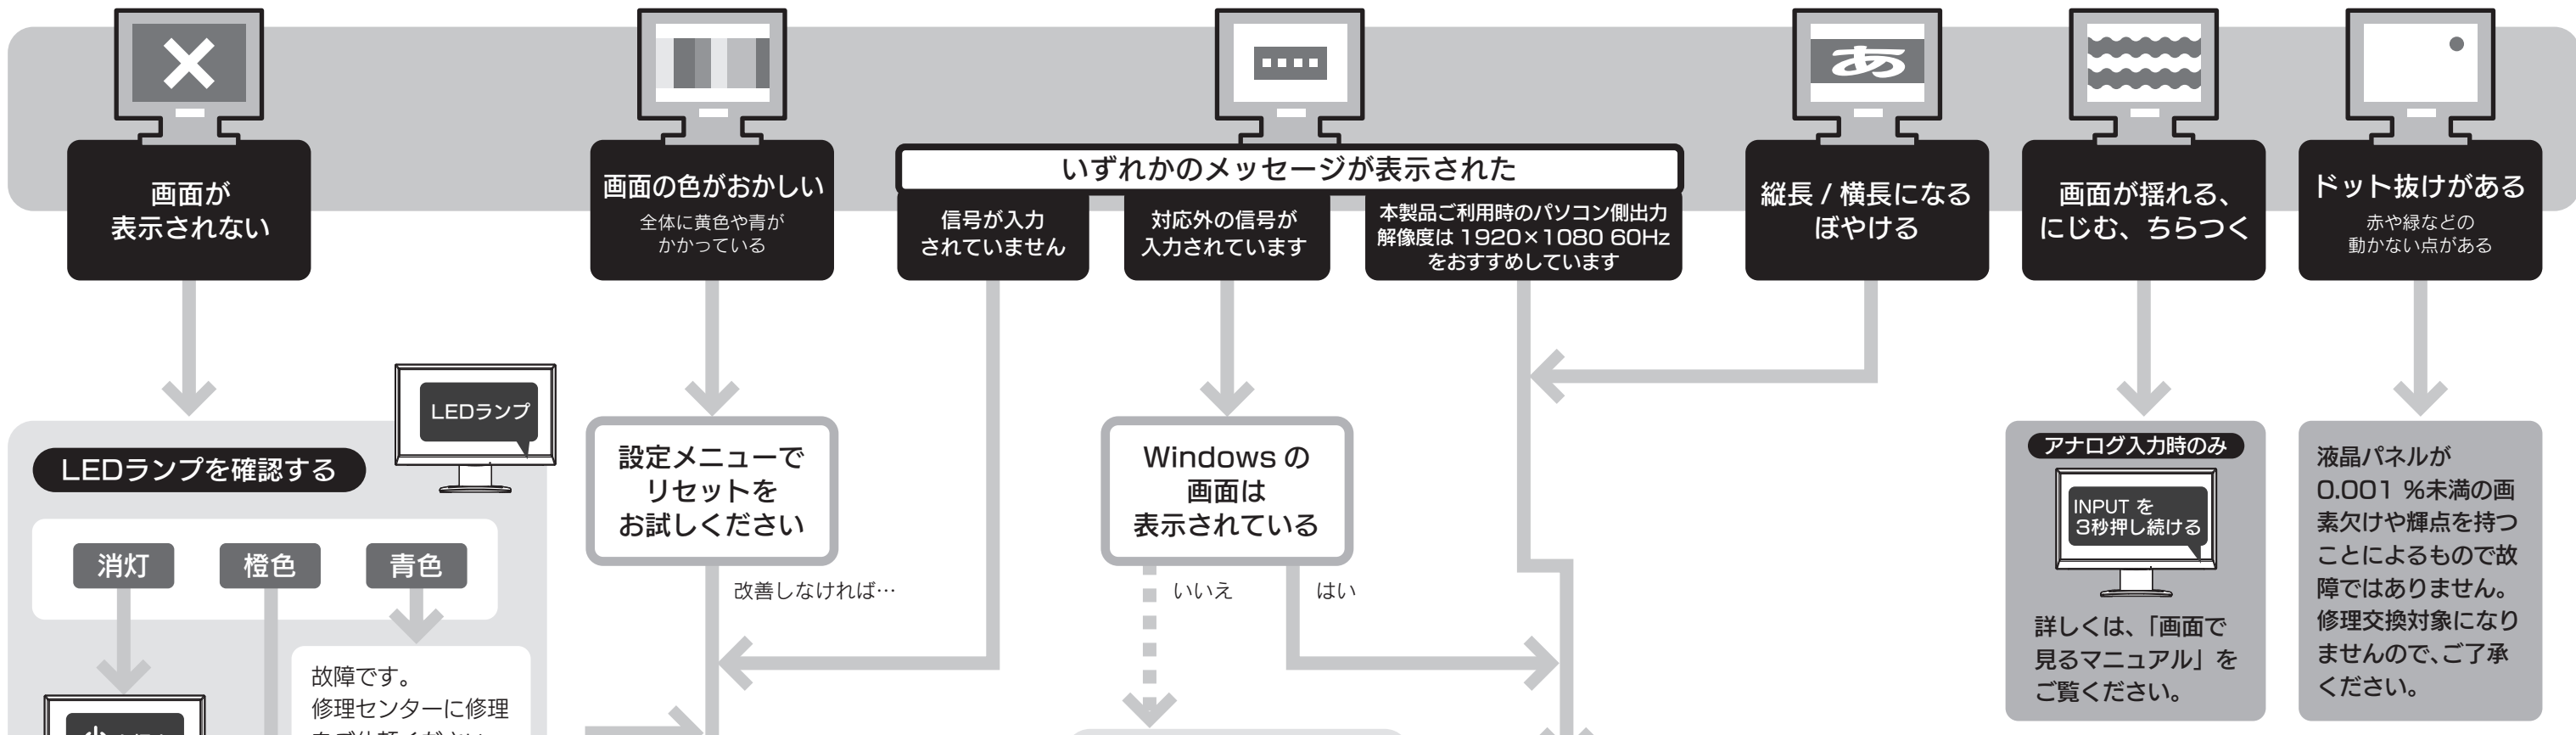 あ
画面が
表示されない
画面の色がおかしい
全体に黄色や青が
かかっている
いずれかのメッセージが表示された
信号が入力
されていません
対応外の信号が
入力されています
本製品ご利用時のパソコン側出力
解像度は 1920×1080 60Hz
をおすすめしています
縦長 / 横長になる
ぼやける
画面が揺れる、
にじむ、ちらつく
ドット抜けがある
赤や緑などの
動かない点がある
LEDランプ
LEDランプを確認する
消灯
橙色
青色
故障です。
修理センターに修理
設定メニューで
リセットを
お試しください
改善しなければ…
Windows の
画面は
表示されている
いいえ
はい
アナログ入力時のみ
INPUT を
3秒押し続ける
詳しくは、「画面で
見るマニュアル」を
ご覧ください。
液晶パネルが
0.001 %未満の画
素欠けや輝点を持つ
ことによるもので故
障ではありません。
修理交換対象になり
ませんので、ご了承
ください。